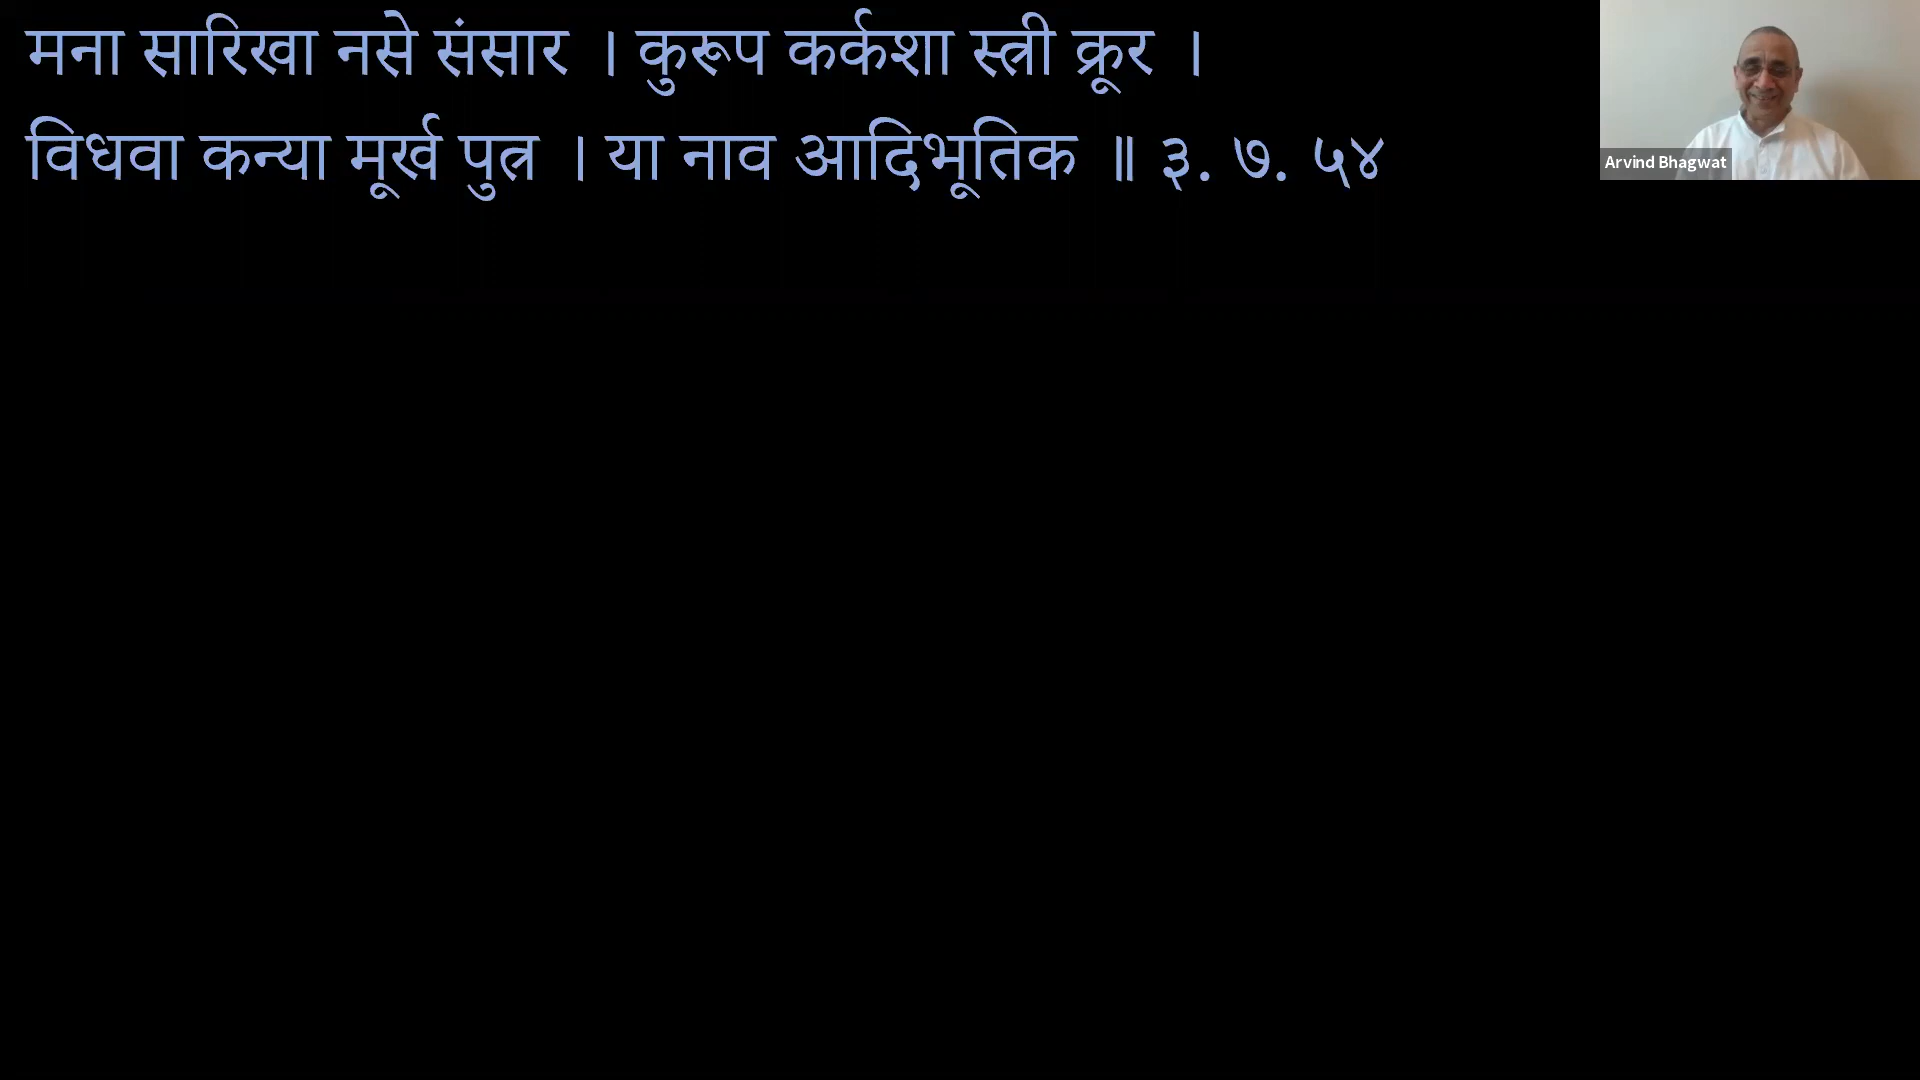 मना सारिखा नसे संसार । कुरूप कर्कशा स्त्री क्रूर ।
विधवा कन्या मूर्ख पुत्र । या नाव आदिभूतिक ॥ ३. ७. ५४
Arvind Bhagwat